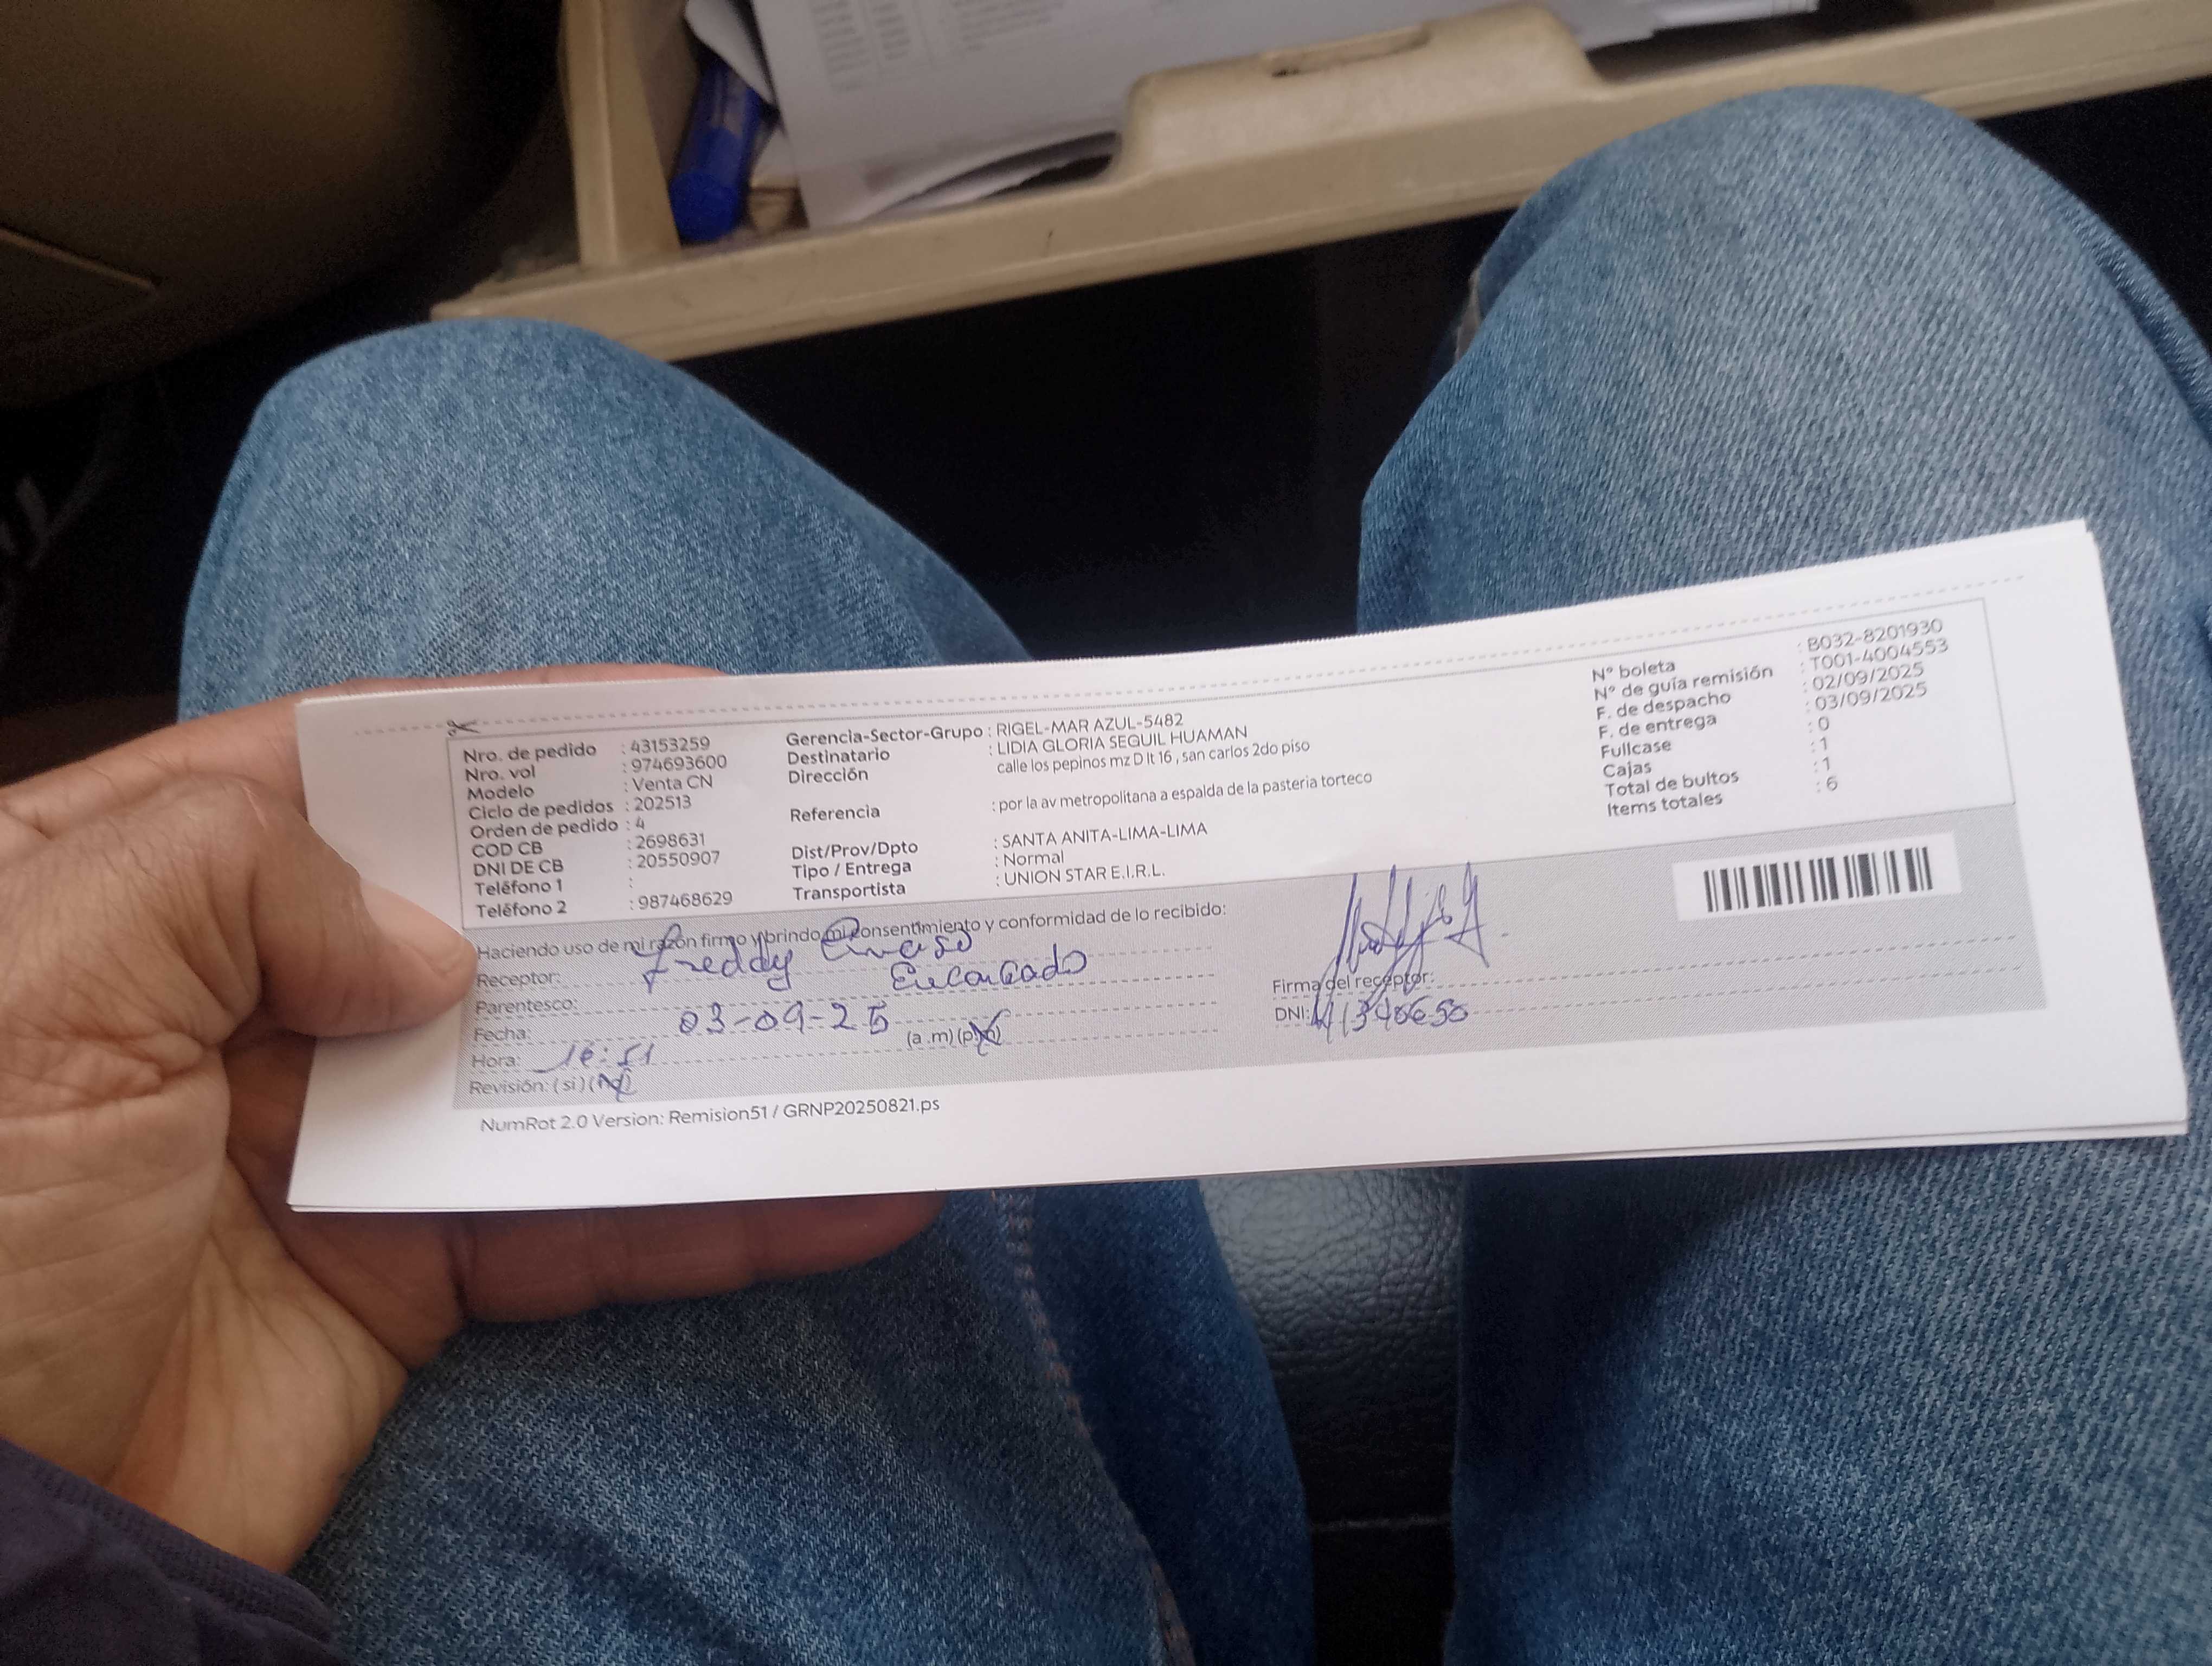 Nro. de pedido : 43153259
Nro. vol : 974693600
Modelo : Venta CN
Ciclo de pedidos : 202513
Orden de pedido : 4
COD CB : 2698631
DNI DE CB : 20550907
Teléfono 1 :
Teléfono 2 : 987468629
Gerencia-Sector-Grupo : RIGEL-MAR AZUL-5482
Destinatario : LIDIA GLORIA SEGUIL HUAMAN
Dirección calle los pepinos mz D lt 16 , san carlos 2do piso
Referencia : por la av metropolitana a espalda de la pasteria torteco
Dist/Prov/Dpto : SANTA ANITA-LIMA-LIMA
Tipo / Entrega : Normal
Transportista : UNION STAR E.I.R.L.
N° boleta : B032-8201930
N° de guía remisión : T001-4004553
F. de despacho : 02/09/2025
F. de entrega : 03/09/2025
Fullcase : 0
Cajas : 1
Total de bultos : 1
Items totales : 6
Haciendo uso de mi razón firmo y brindo mi consentimiento y conformidad de lo recibido:
Receptor: Freddy
Parentesco: Encargado
Fecha: 03-09-25
Hora: 16:51 (a .m) (p.m)
Revisión: ( si ) (no)
Firma del receptor:
DNI:
NumRot 2.0 Version: Remision51 / GRNP20250821.ps